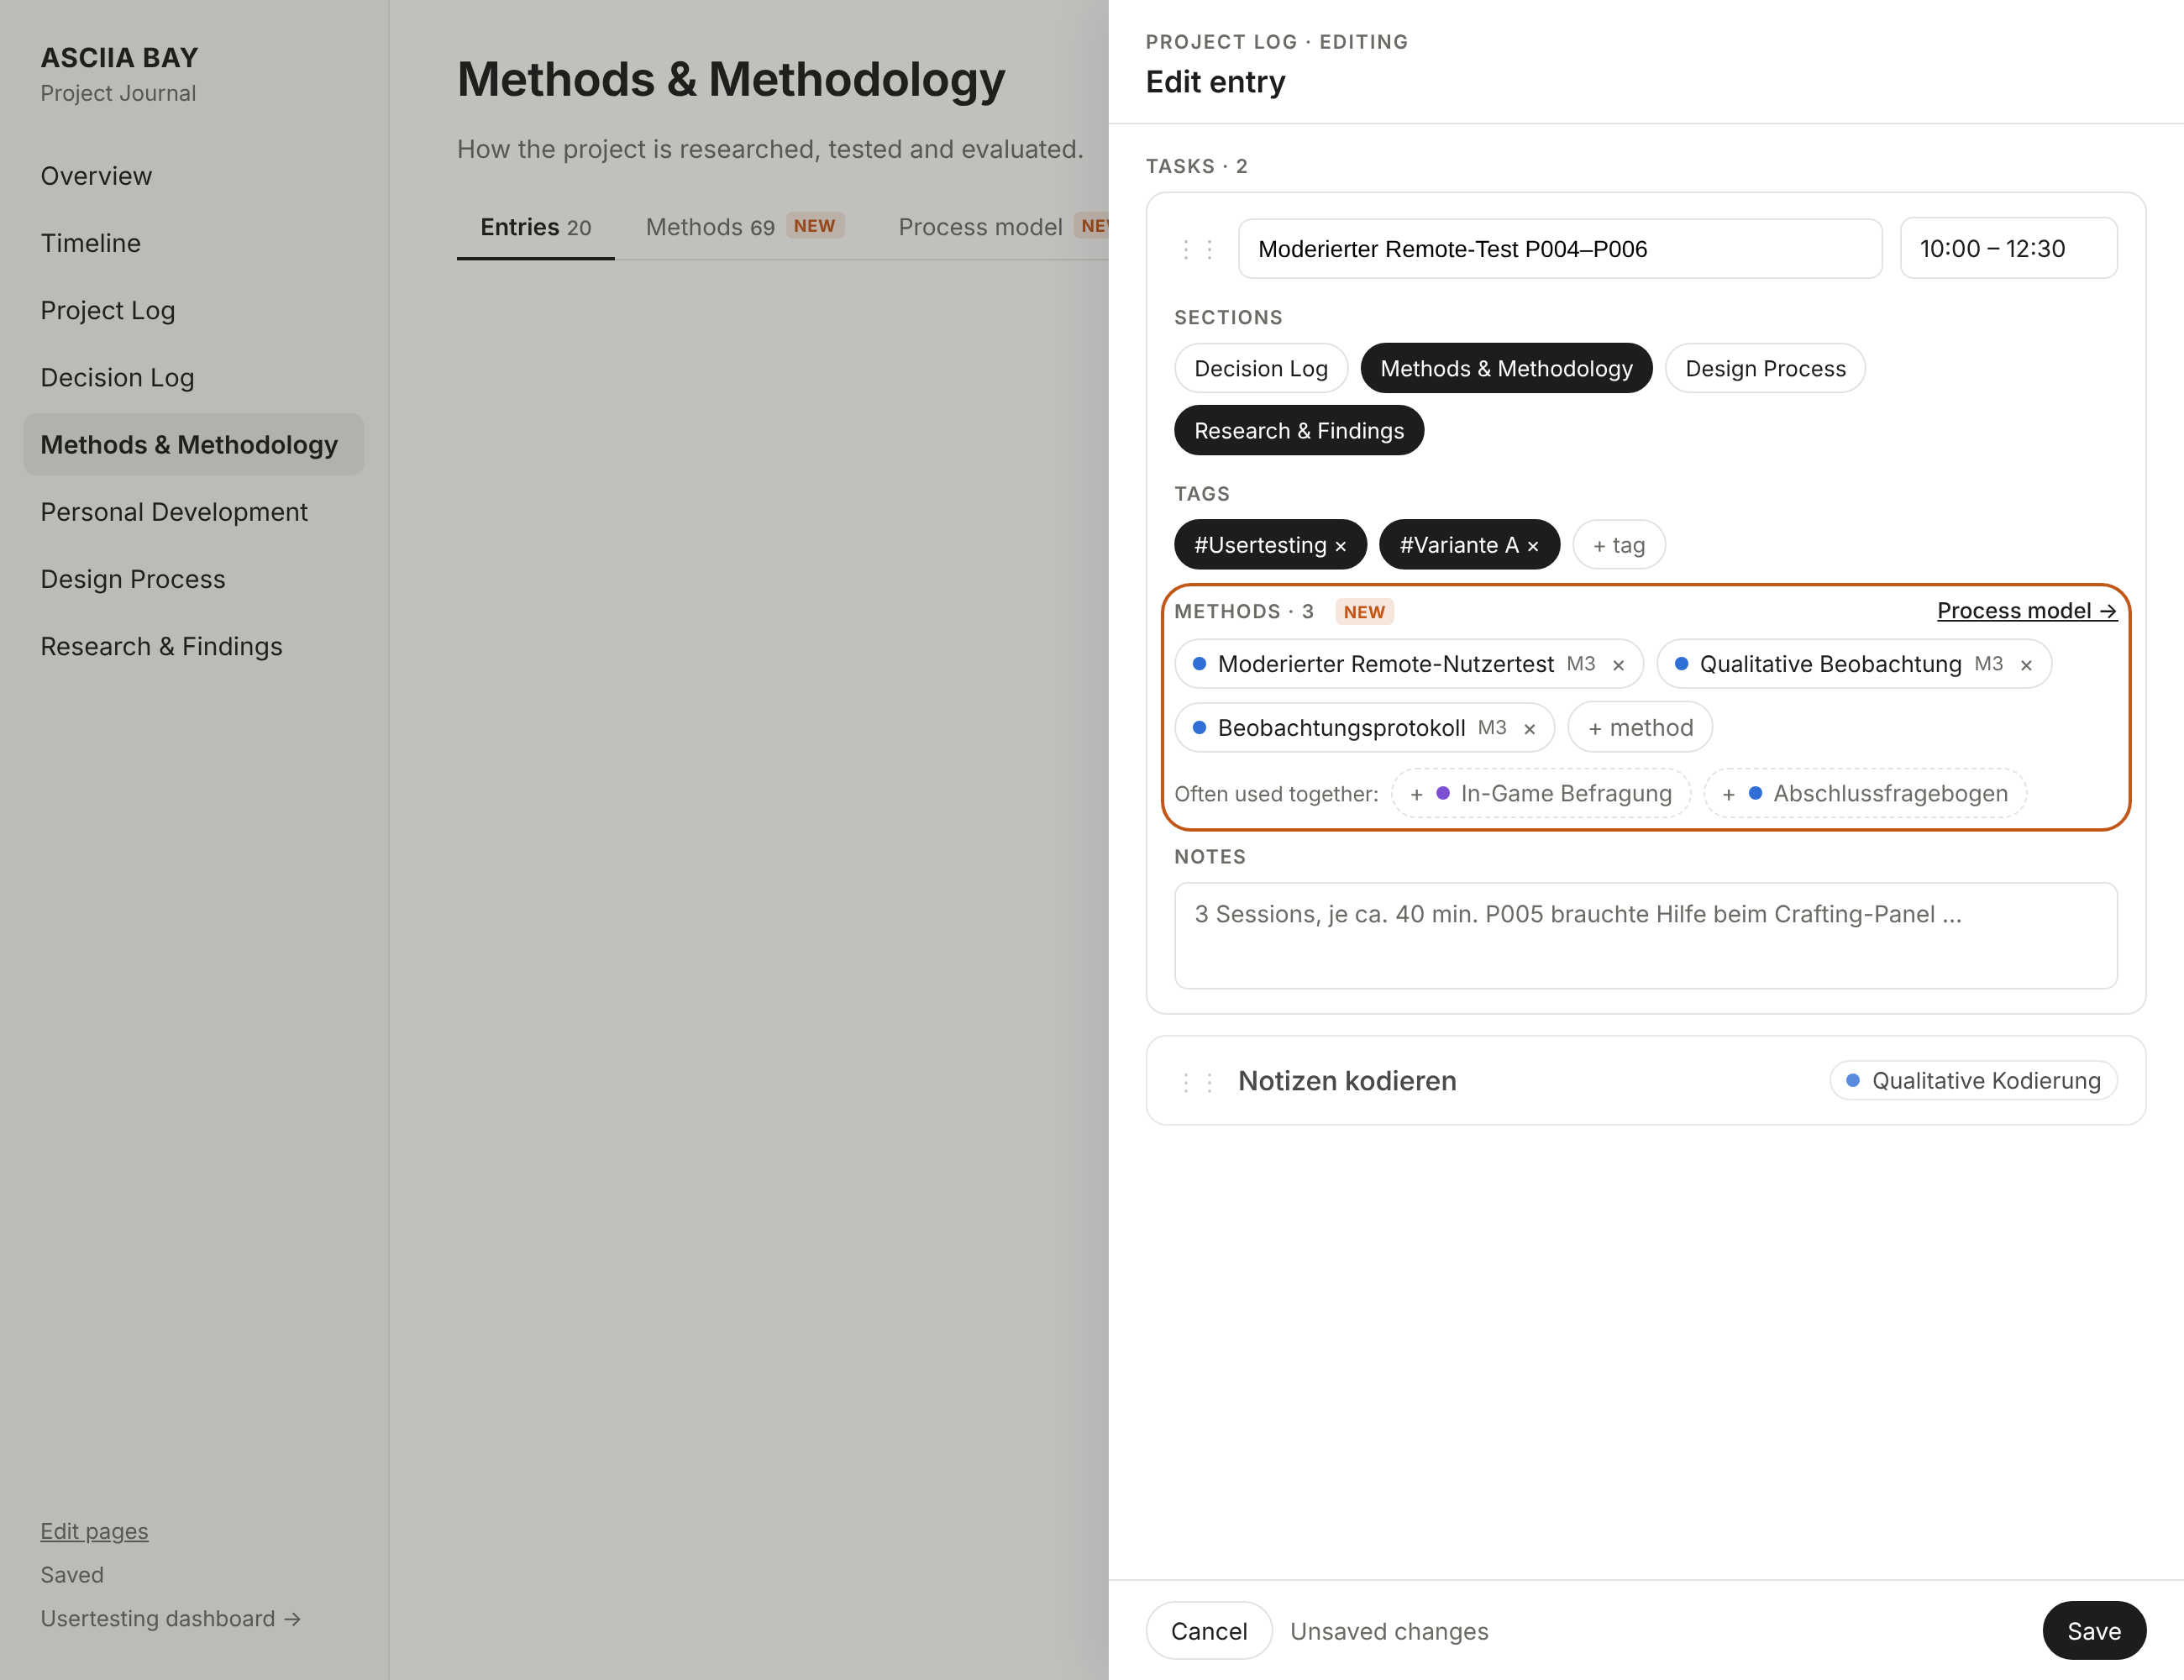 ASCIIA BAY
Project Journal
Overview
Timeline
Project Log
Decision Log
Methods & Methodology
Personal Development
Design Process
Research & Findings
Edit pages
Saved
Usertesting dashboard →
Methods & Methodology
How the project is researched, tested and evaluated.
Entries 20 Methods 69 NEW Process model
PROJECT LOG · EDITING
Edit entry
TASKS · 2
Moderierter Remote-Test P004–P006 10:00 – 12:30
SECTIONS
Decision Log Methods & Methodology Design Process
Research & Findings
TAGS
#Usertesting × #Variante A × + tag
METHODS · 3 NEW Process model →
Moderierter Remote-Nutzertest M3 × Qualitative Beobachtung M3 ×
Beobachtungsprotokoll M3 × + method
Often used together: + In-Game Befragung + Abschlussfragebogen
NOTES
3 Sessions, je ca. 40 min. P005 brauchte Hilfe beim Crafting-Panel ...
Notizen kodieren Qualitative Kodierung
Cancel Unsaved changes Save